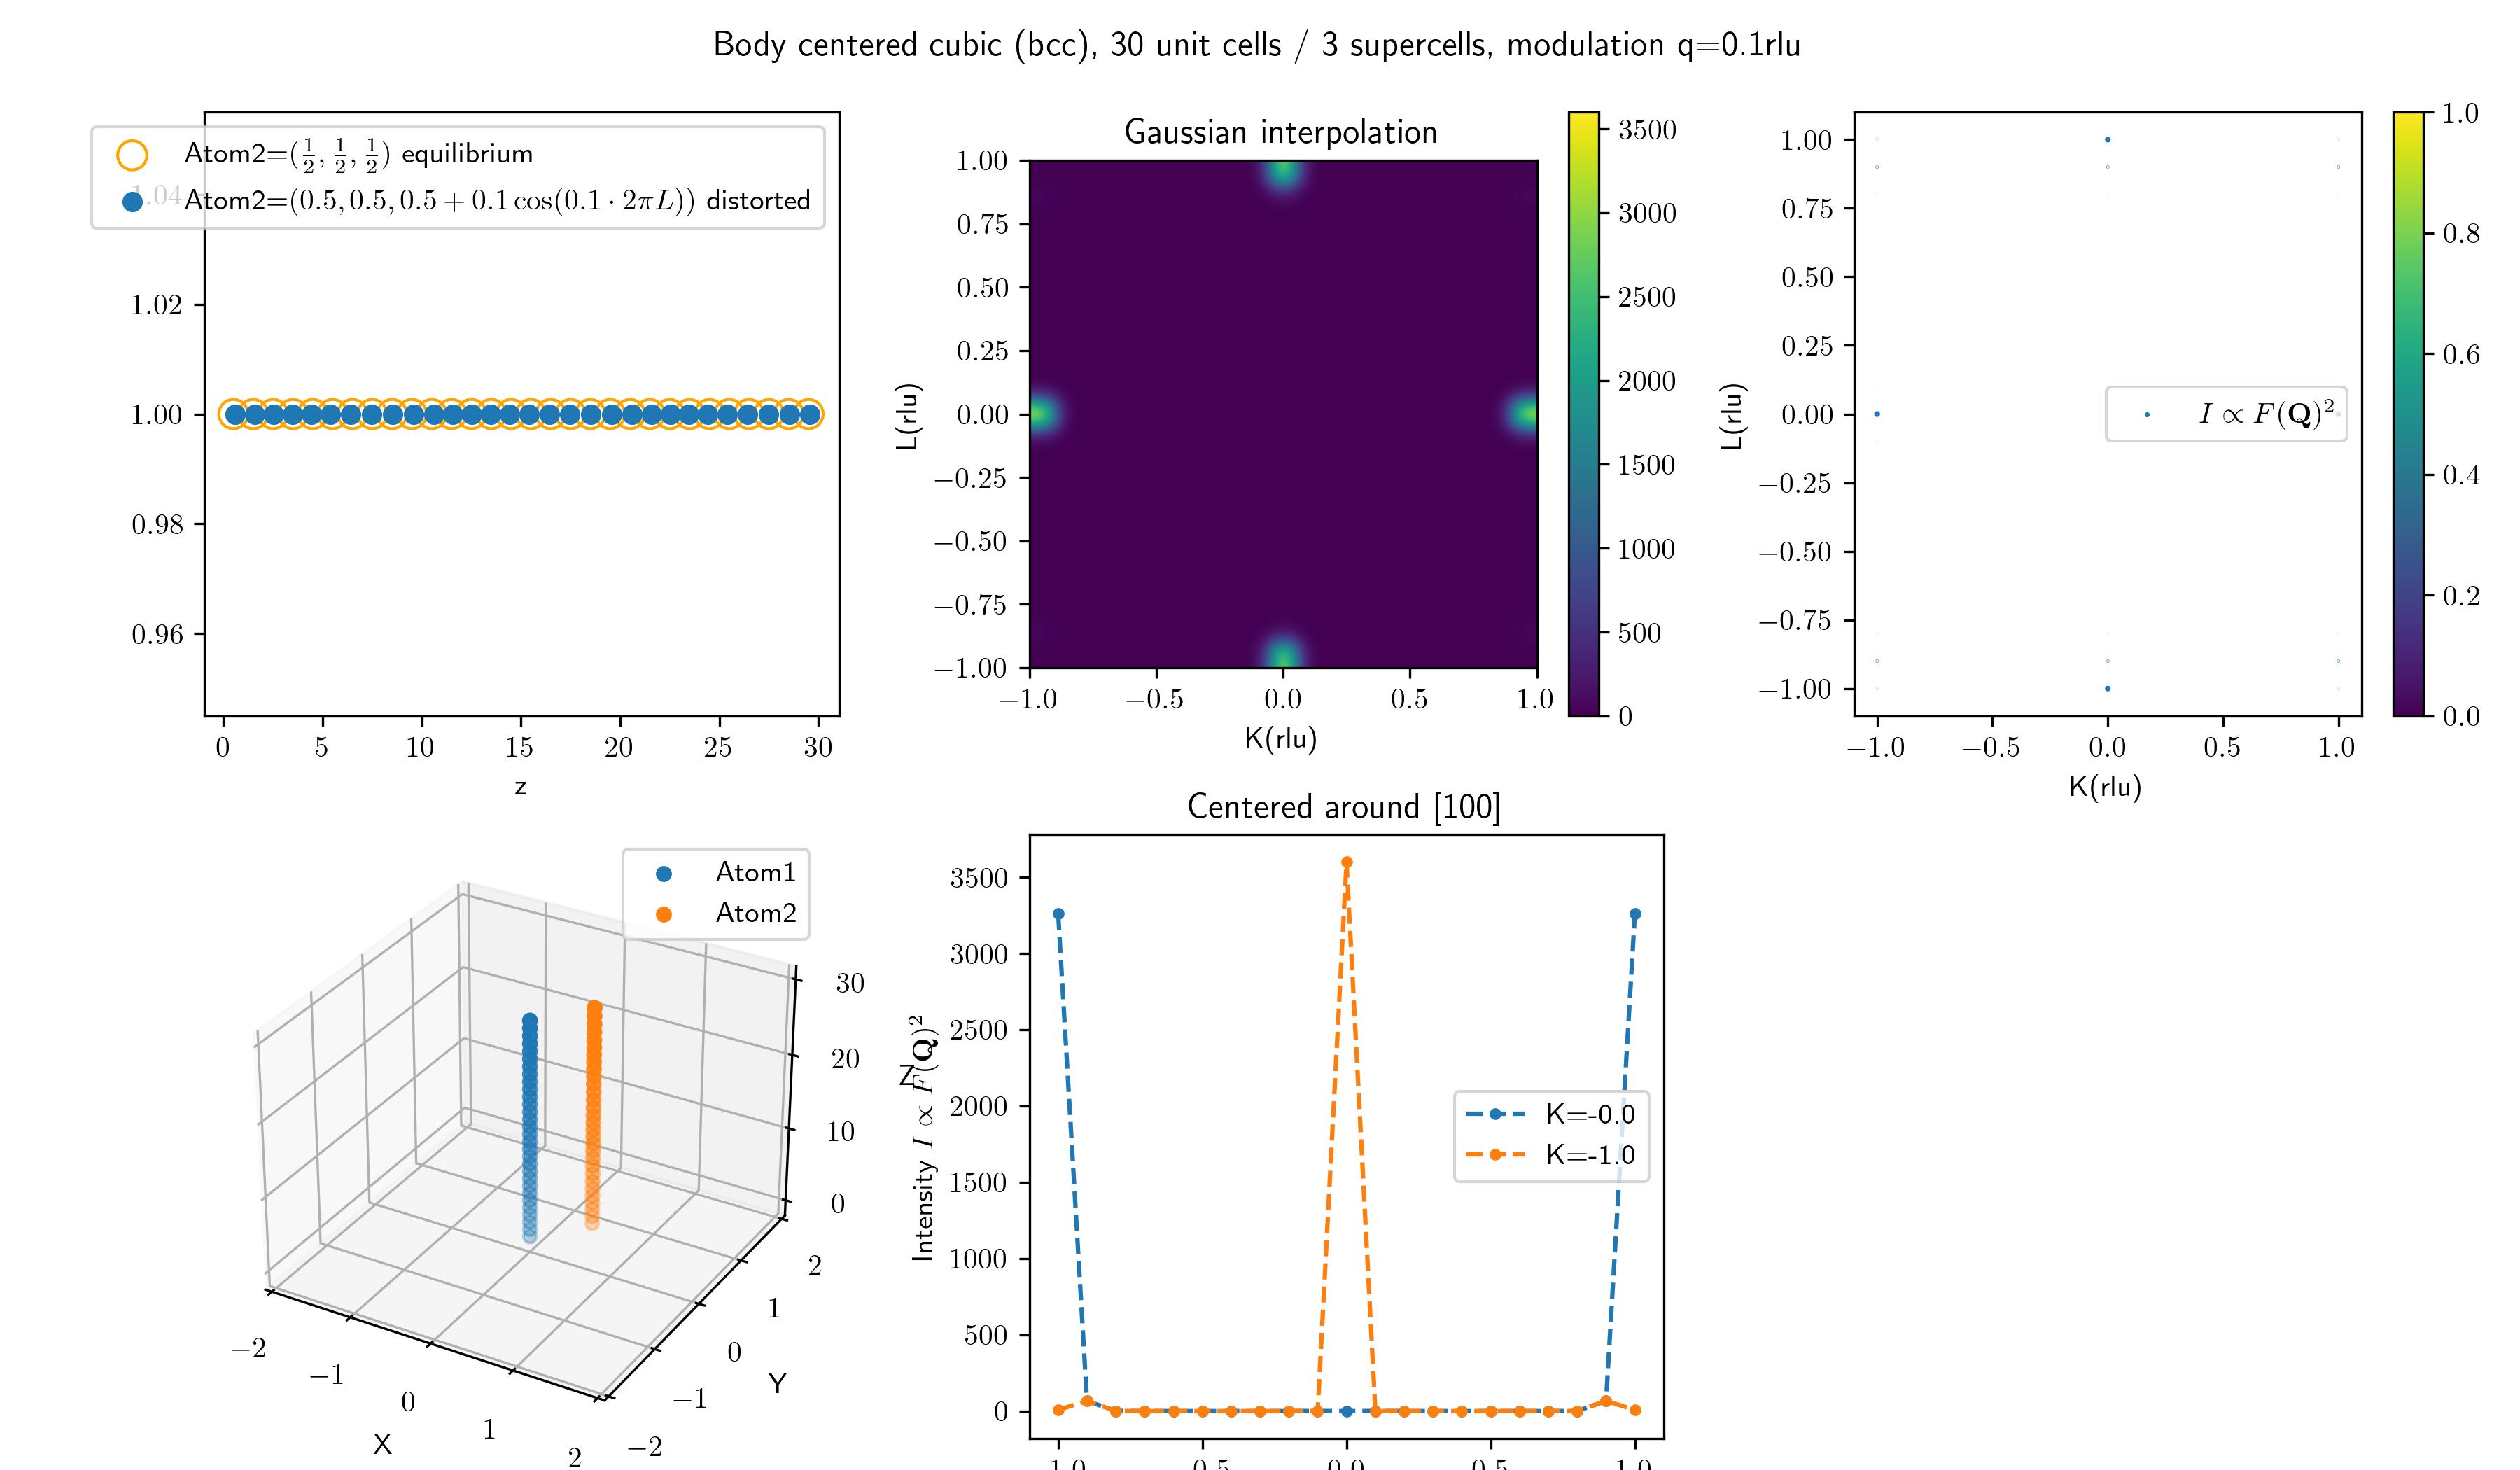 Body centered cubic (bcc), 30 unit cells / 3 supercells, modulation q=0.1rlu
Atom2=(1/2, 1/2, 1/2) equilibrium
Atom2=(0.5, 0.5, 0.5 + 0.1 cos(0.1 · 2πL)) distorted
1.04
1.02
1.00
0.98
0.96
0 5 10 15 20 25 30
z
Gaussian interpolation
1.00
0.75
0.50
0.25
0.00
−0.25
−0.50
−0.75
−1.00
L(rlu)
−1.0 −0.5 0.0 0.5 1.0
K(rlu)
3500
3000
2500
2000
1500
1000
500
0
1.00
0.75
0.50
0.25
0.00
−0.25
−0.50
−0.75
−1.00
L(rlu)
I ∝ F(Q)²
−1.0 −0.5 0.0 0.5 1.0
K(rlu)
1.0
0.8
0.6
0.4
0.2
0.0
Atom1
Atom2
30
20
10
0
Z
−2 −1 0 1 2
X
−2 −1 0 1 2
Y
Centered around [100]
3500
3000
2500
2000
1500
1000
500
0
Intensity I ∝ F(Q)²
K=-0.0
K=-1.0